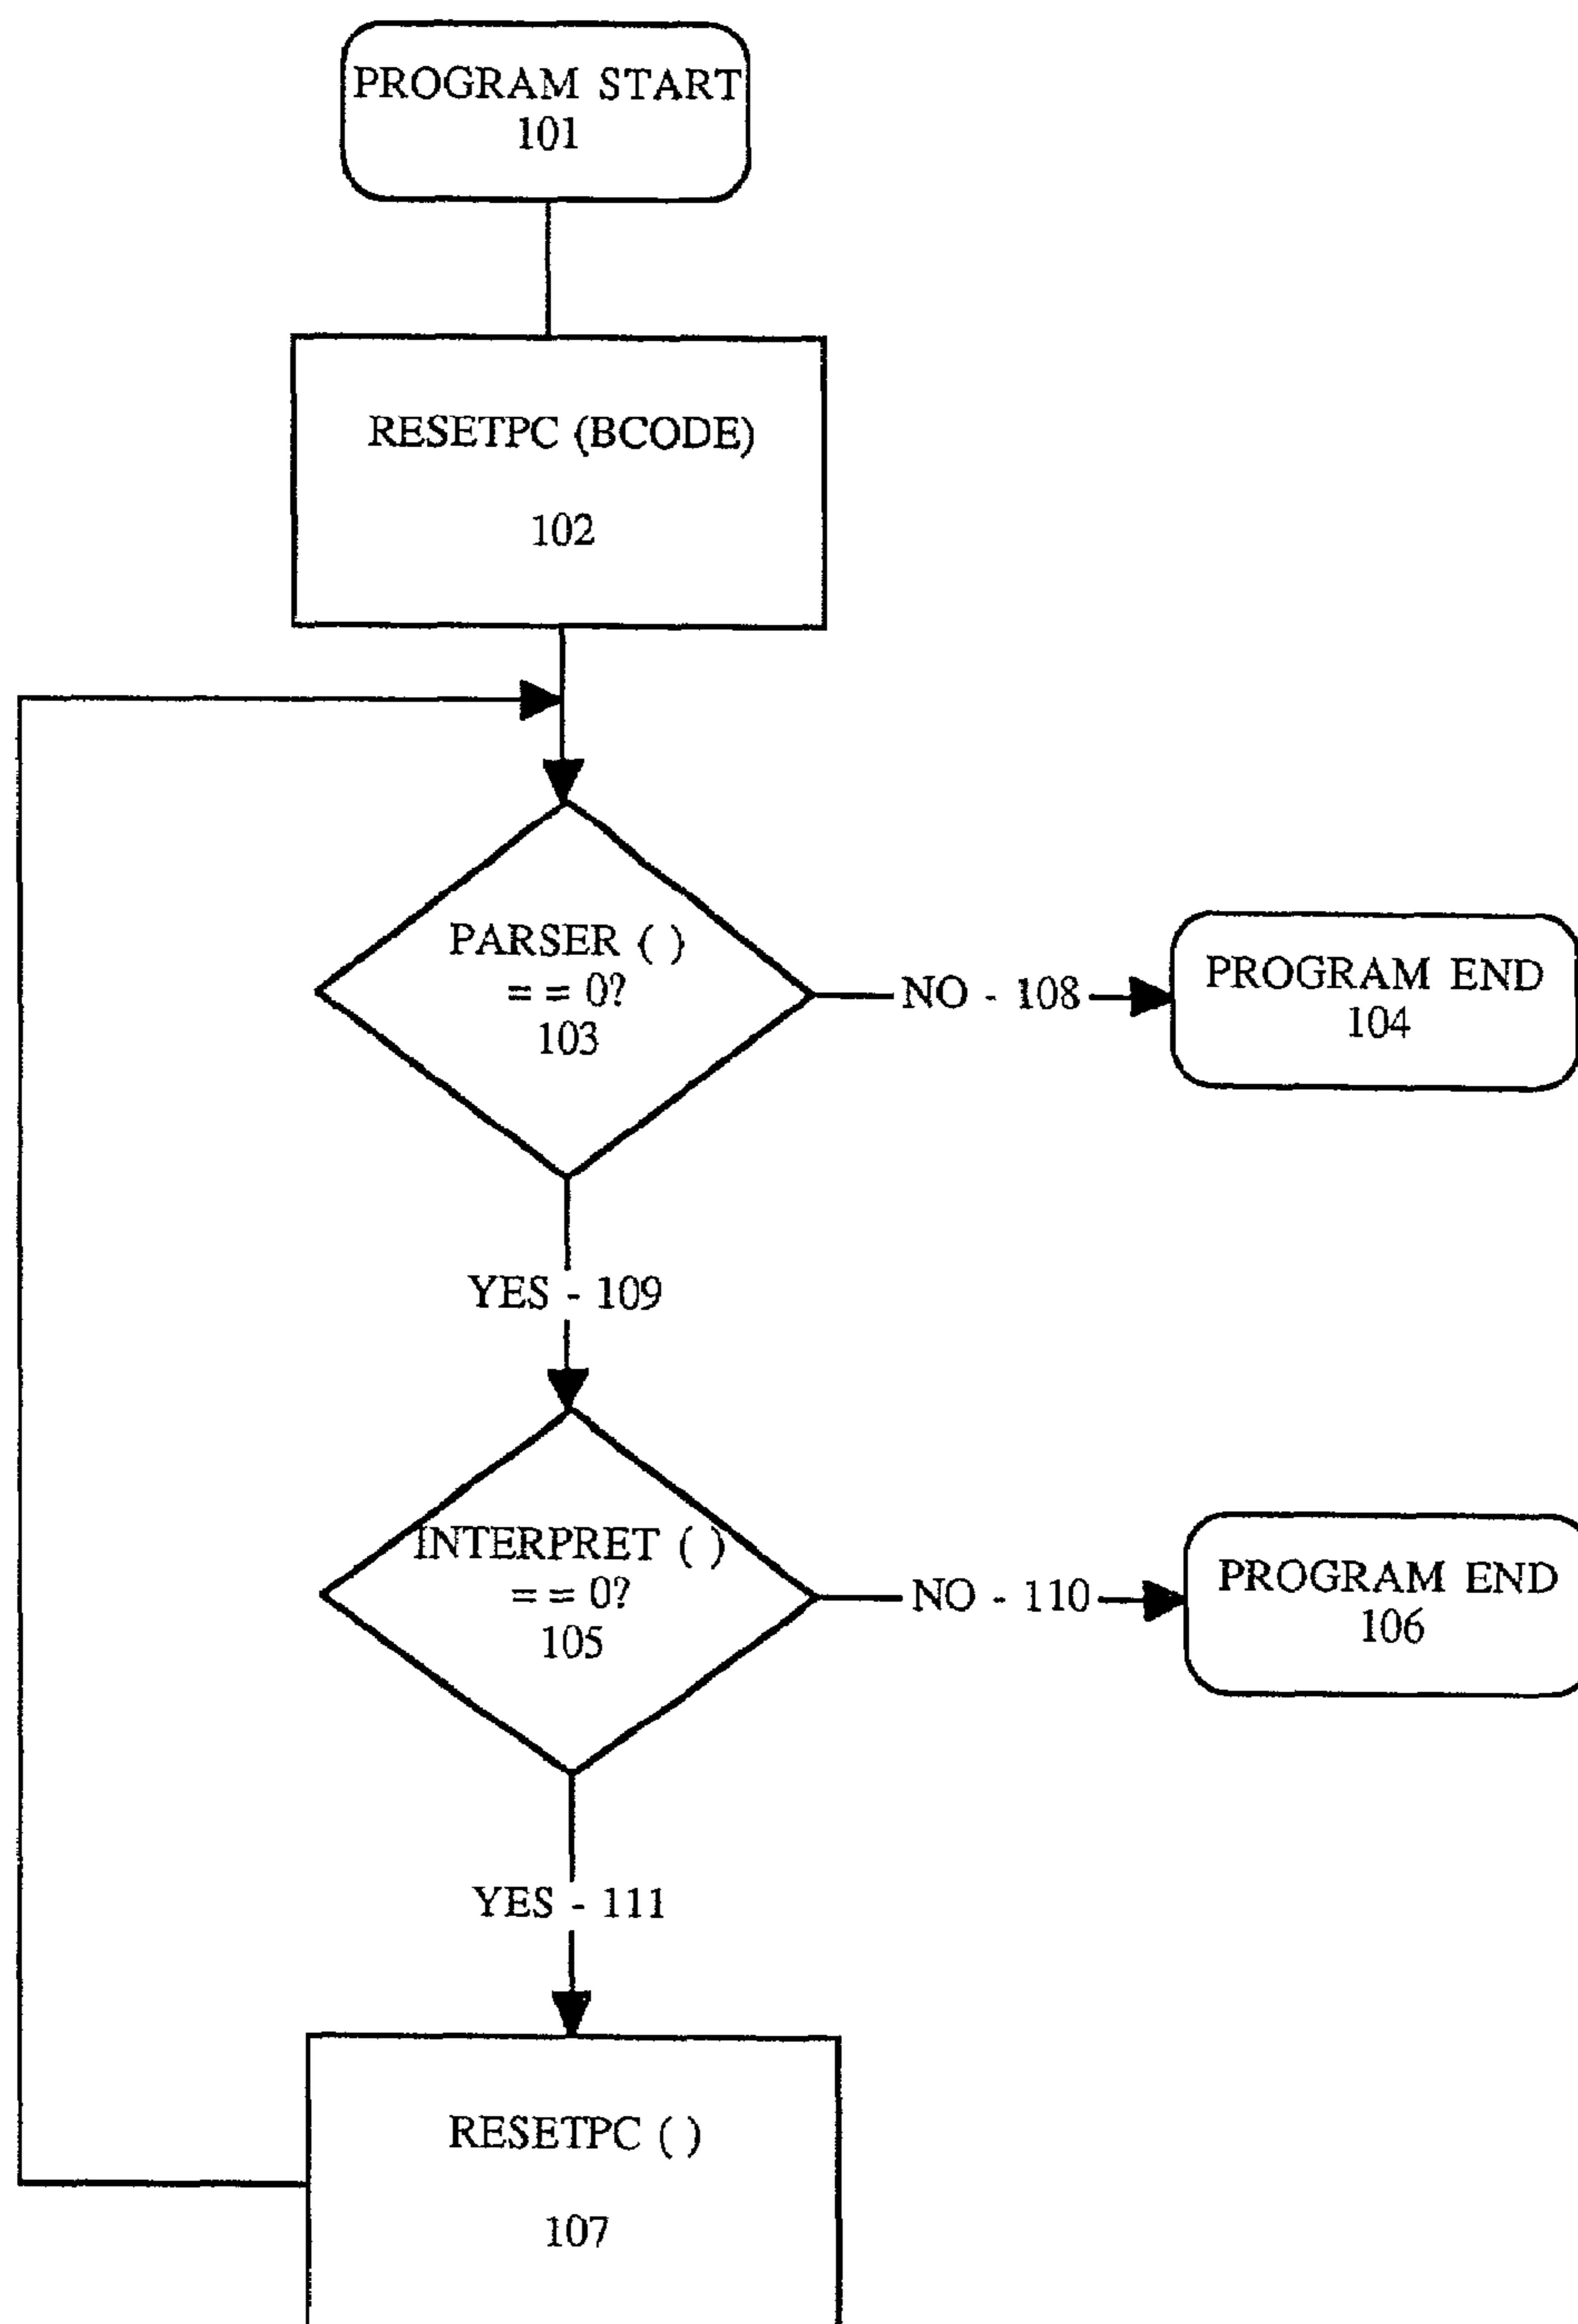 PROGRAM START
101
RESETPC (BCODE)
102
PARSER ( )
= = 0?
103
NO - 108
PROGRAM END
104
YES - 109
INTERPRET ( )
= = 0?
105
NO - 110
PROGRAM END
106
YES - 111
RESETPC ( )
107